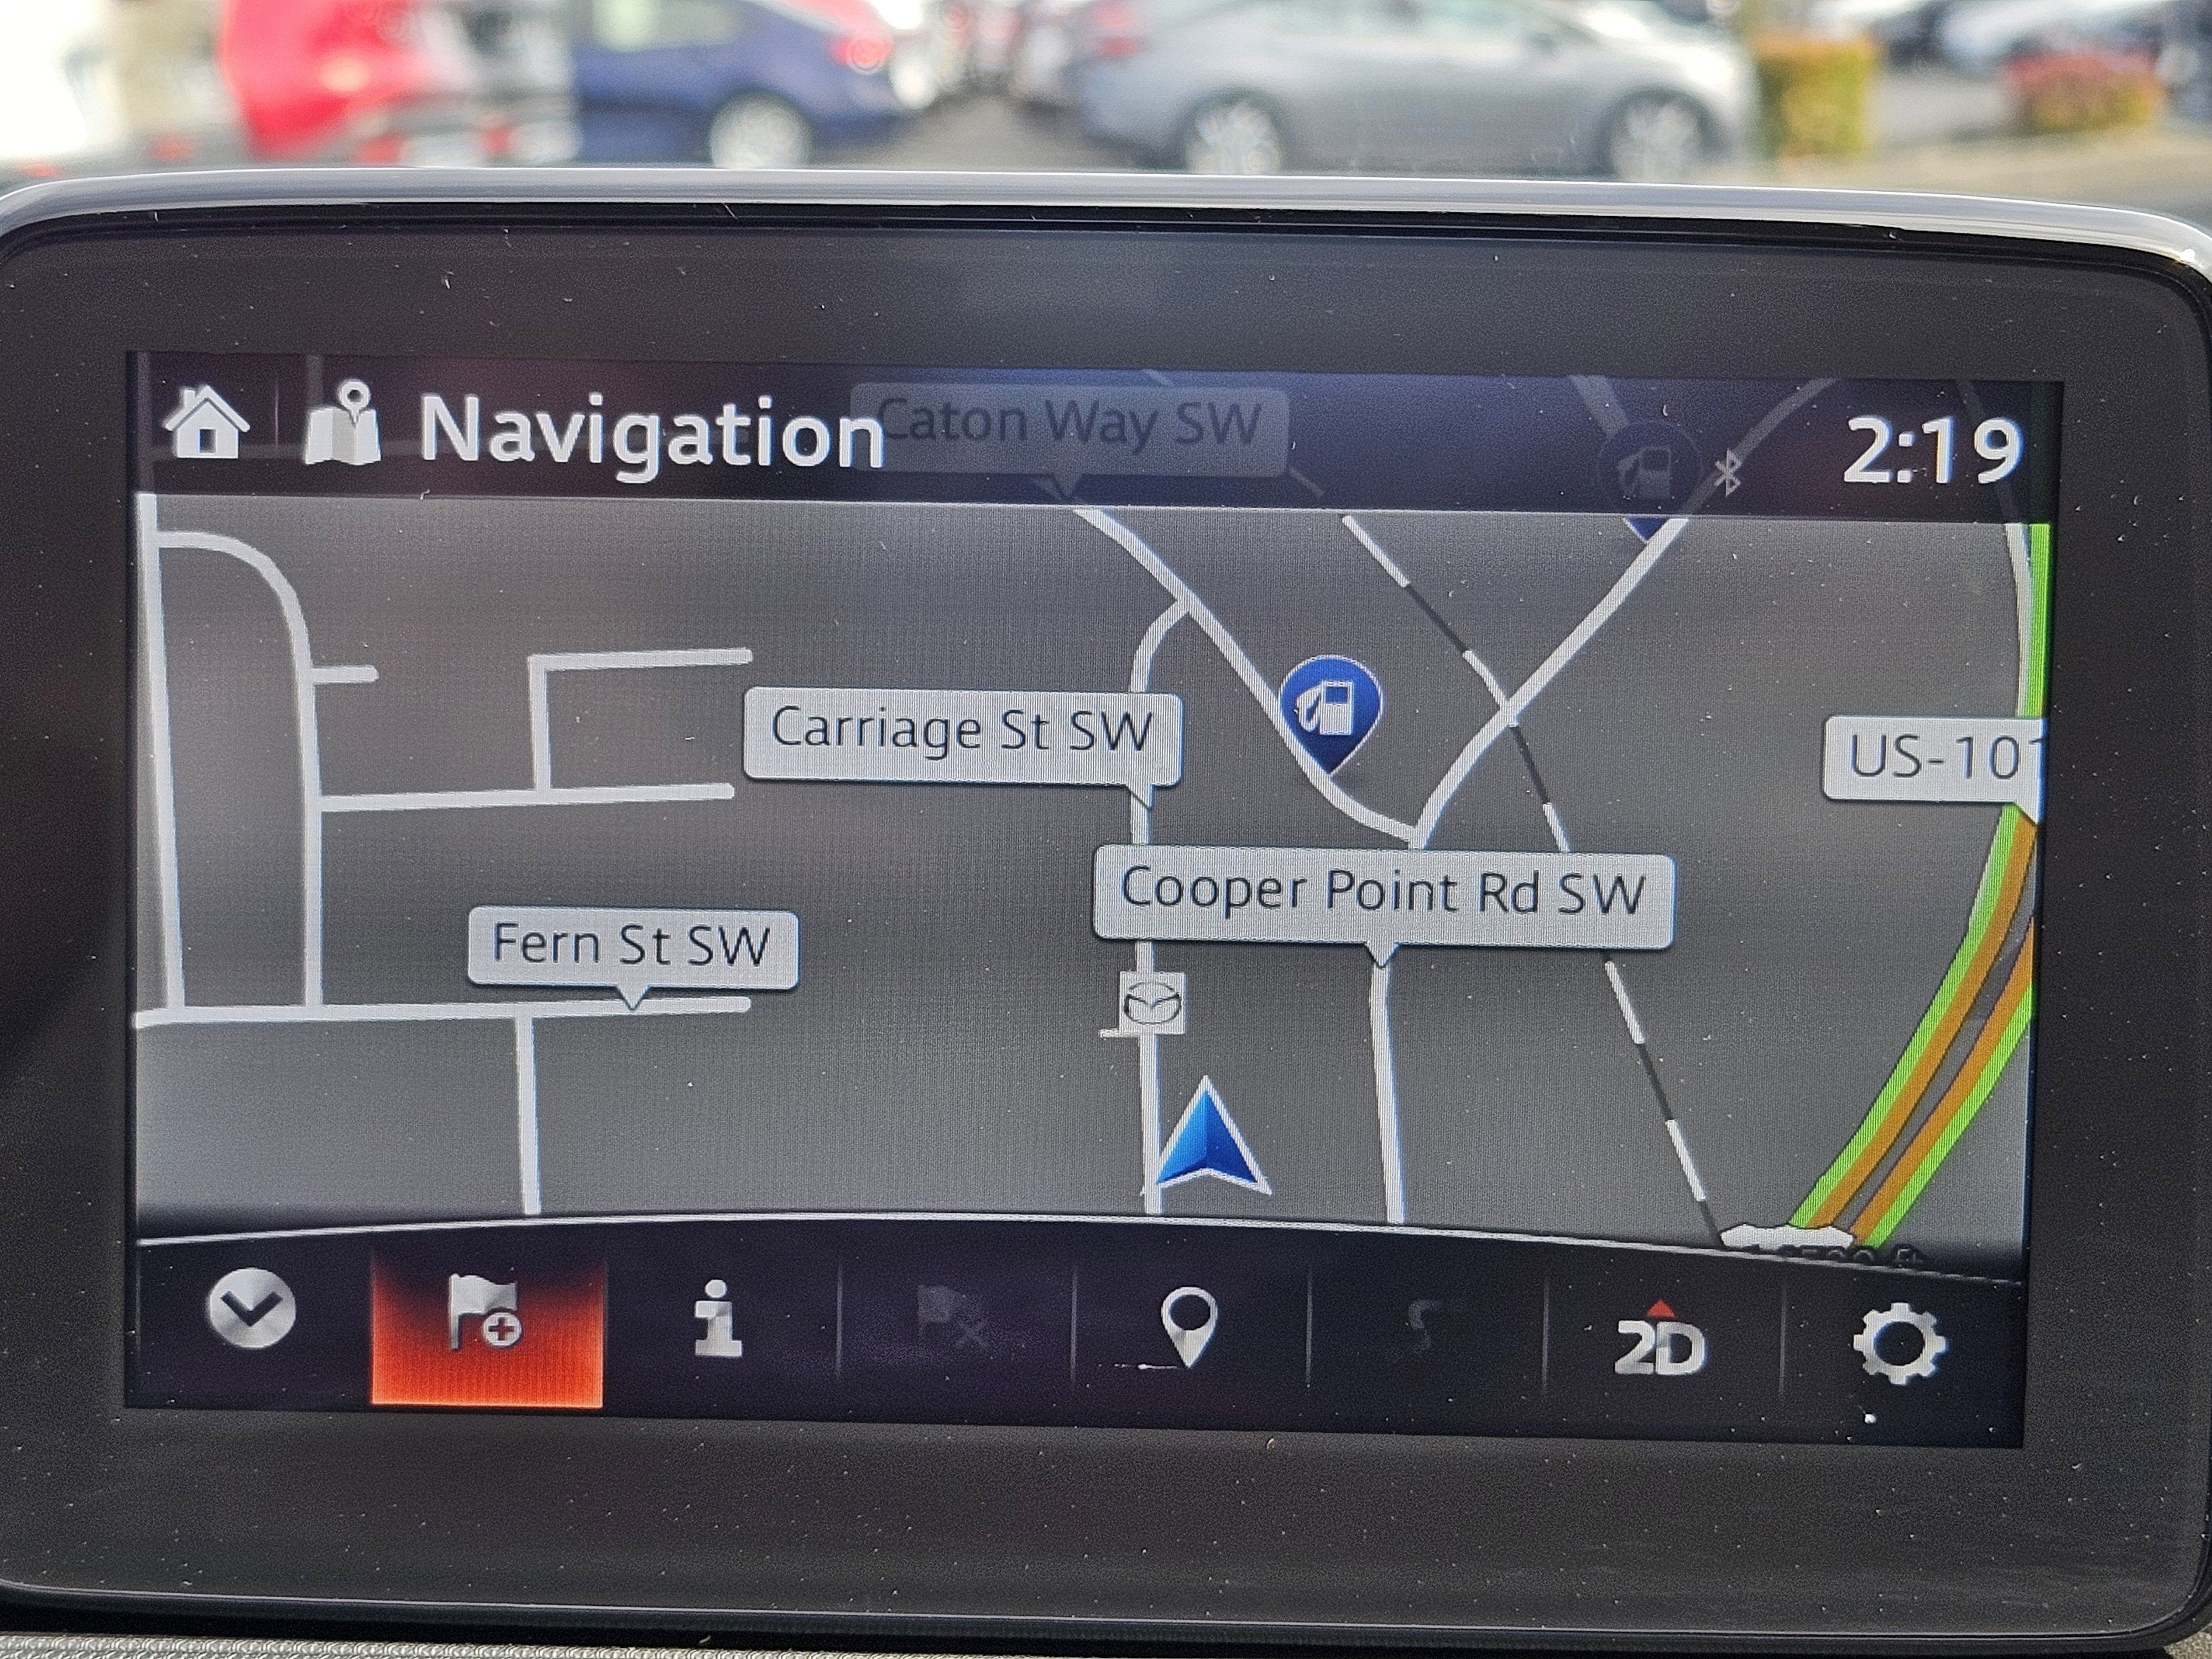 Navigation
Caton Way SW
2:19
Carriage St SW
US-101
Cooper Point Rd SW
Fern St SW
2D